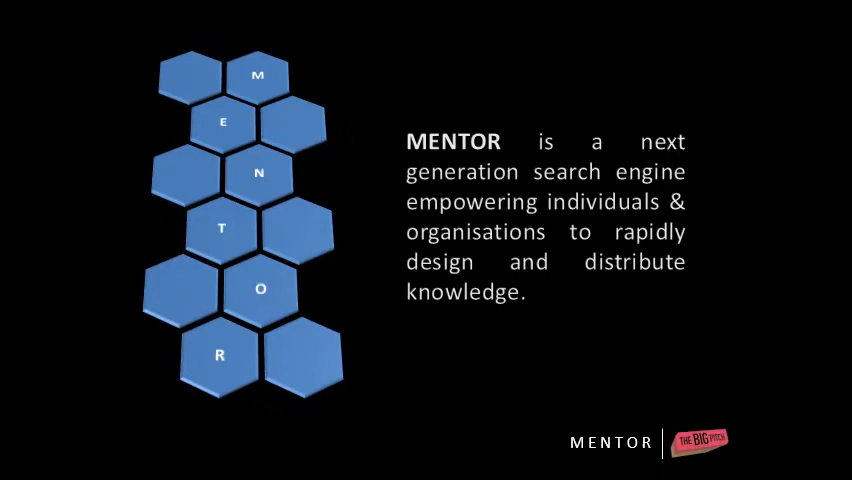 M
E
N
T
O
R
MENTOR is a next
generation search engine
empowering individuals &
organisations to rapidly
design and distribute
knowledge.
MENTOR
THE BIG PITCH